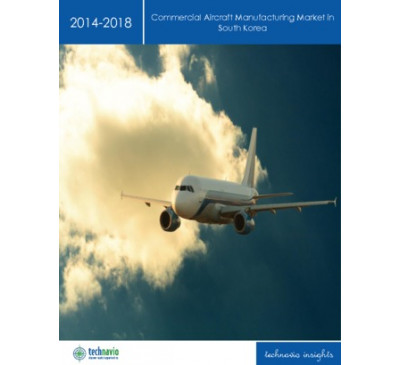 2014-2018
Commercial Aircraft Manufacturing Market in
South Korea
technavio
technavio insights